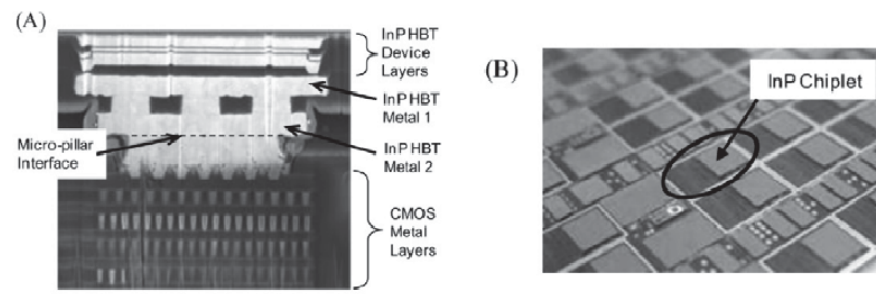 (A)
InP HBT
Device
Layers
InP HBT
Metal 1
Micro-pillar
Interface
InP HBT
Metal 2
CMOS
Metal
Layers
(B)
InP Chiplet